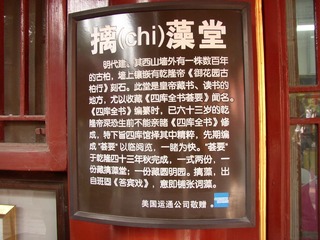 摛(chi)藻堂
明代建、其西山墙外有一株数百年
的古柏，墙上镶嵌有乾隆帝《御花园古
柏行》刻石。此堂是皇帝藏书、读书的
地方，尤以收藏《四库全书荟要》闻名。
《四库全书》编纂时，已六十三岁的乾
隆帝深恐生前不能亲睹《四库全书》修
成，特下旨四库馆择其中精粹，先期编
成“荟要”以临阅览，一睹为快。“荟要”
于乾隆四十三年秋完成，一式两份，一
份藏摛藻堂；一份藏圆明园。摛藻，出
自班固《答宾戏》，意即铺张词藻。
美国运通公司敬赠。